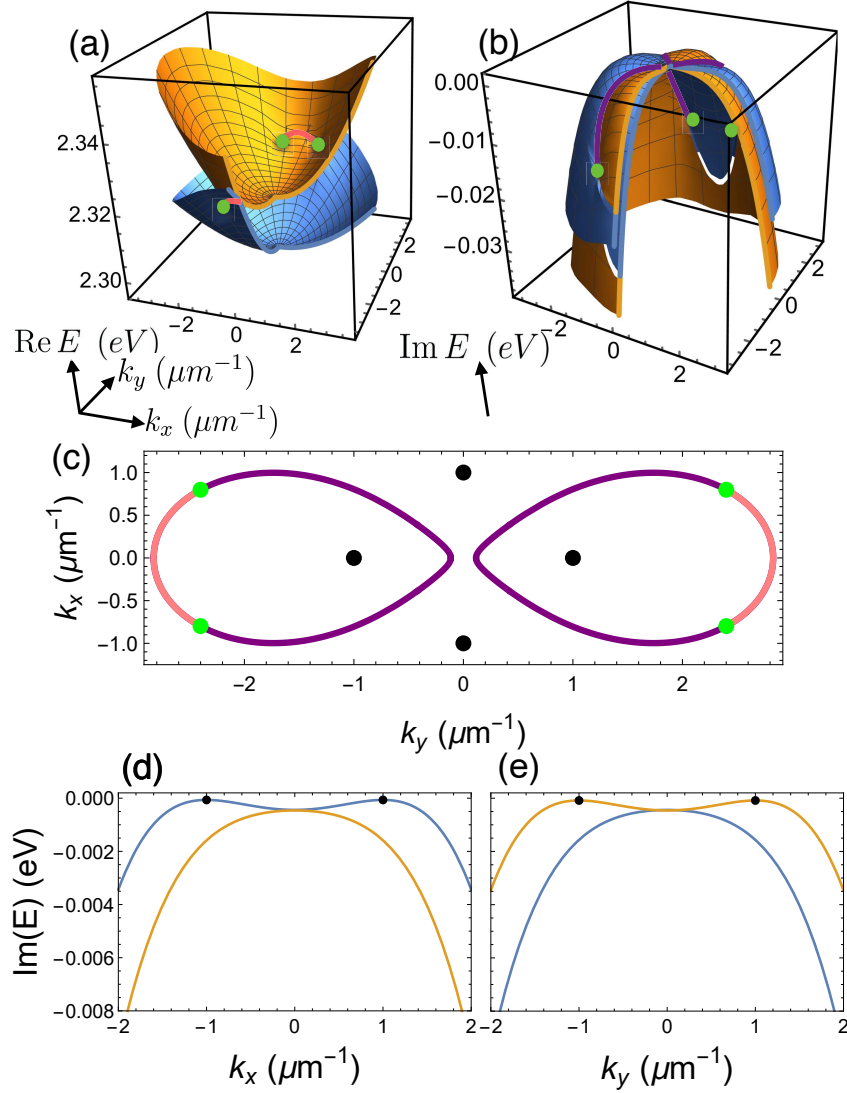 (a)
2.34
2.32
2.30
−2
0
2
−2
0
2
Re E (eV)
k_y (μm⁻¹)
k_x (μm⁻¹)
(b)
0.00
−0.01
−0.02
−0.03
0
2
−2
0
2
Im E (eV)
(c)
1.0
0.5
0.0
−0.5
−1.0
k_x (μm⁻¹)
−2 −1 0 1 2
k_y (μm⁻¹)
(d)
0.000
−0.002
−0.004
−0.006
−0.008
Im(E) (eV)
−2 −1 0 1 2
k_x (μm⁻¹)
(e)
−2 −1 0 1 2
k_y (μm⁻¹)